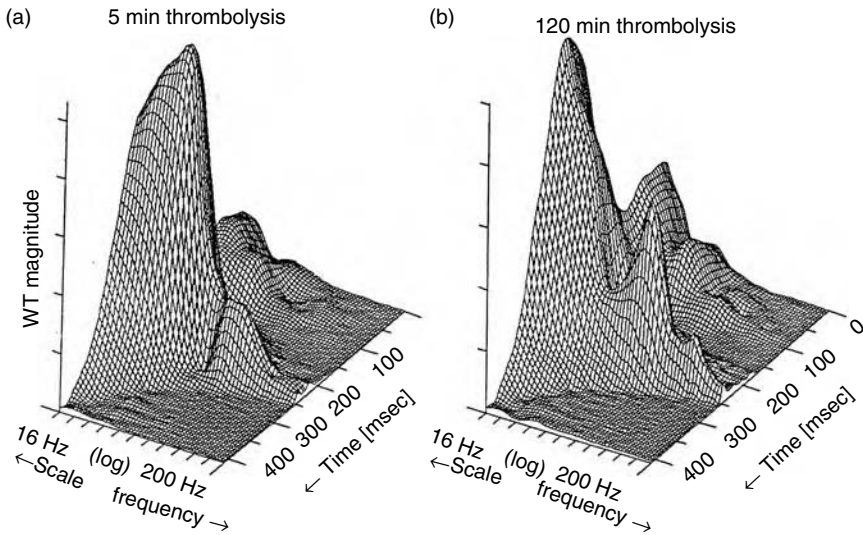 (a) 5 min thrombolysis
WT magnitude
16 Hz (log) 200 Hz
←Scale frequency →
400 300 200 100
← Time [msec]
(b) 120 min thrombolysis
16 Hz (log) 200 Hz
←Scale frequency →
400 300 200 100 0
← Time [msec]